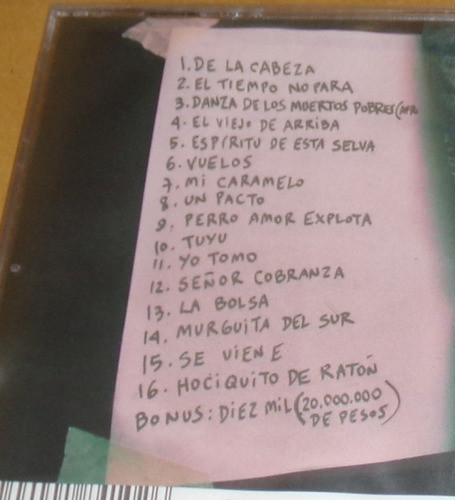 1. DE LA CABEZA
2. EL TIEMPO NO PARA
3. DANZA DE LOS MUERTOS POBRES (AFR
4. EL VIEJO DE ARRIBA
5. ESPÍRITU DE ESTA SELVA
6. VUELOS
7. MI CARAMELO
8. UN PACTO
9. PERRO AMOR EXPLOTA
10. TUYU
11. YO TOMO
12. SEÑOR COBRANZA
13. LA BOLSA
14. MURGUITA DEL SUR
15. SE VIENE
16. HOCIQUITO DE RATÓN
BONUS: DIEZ MIL (20.000.000
DE PESOS)